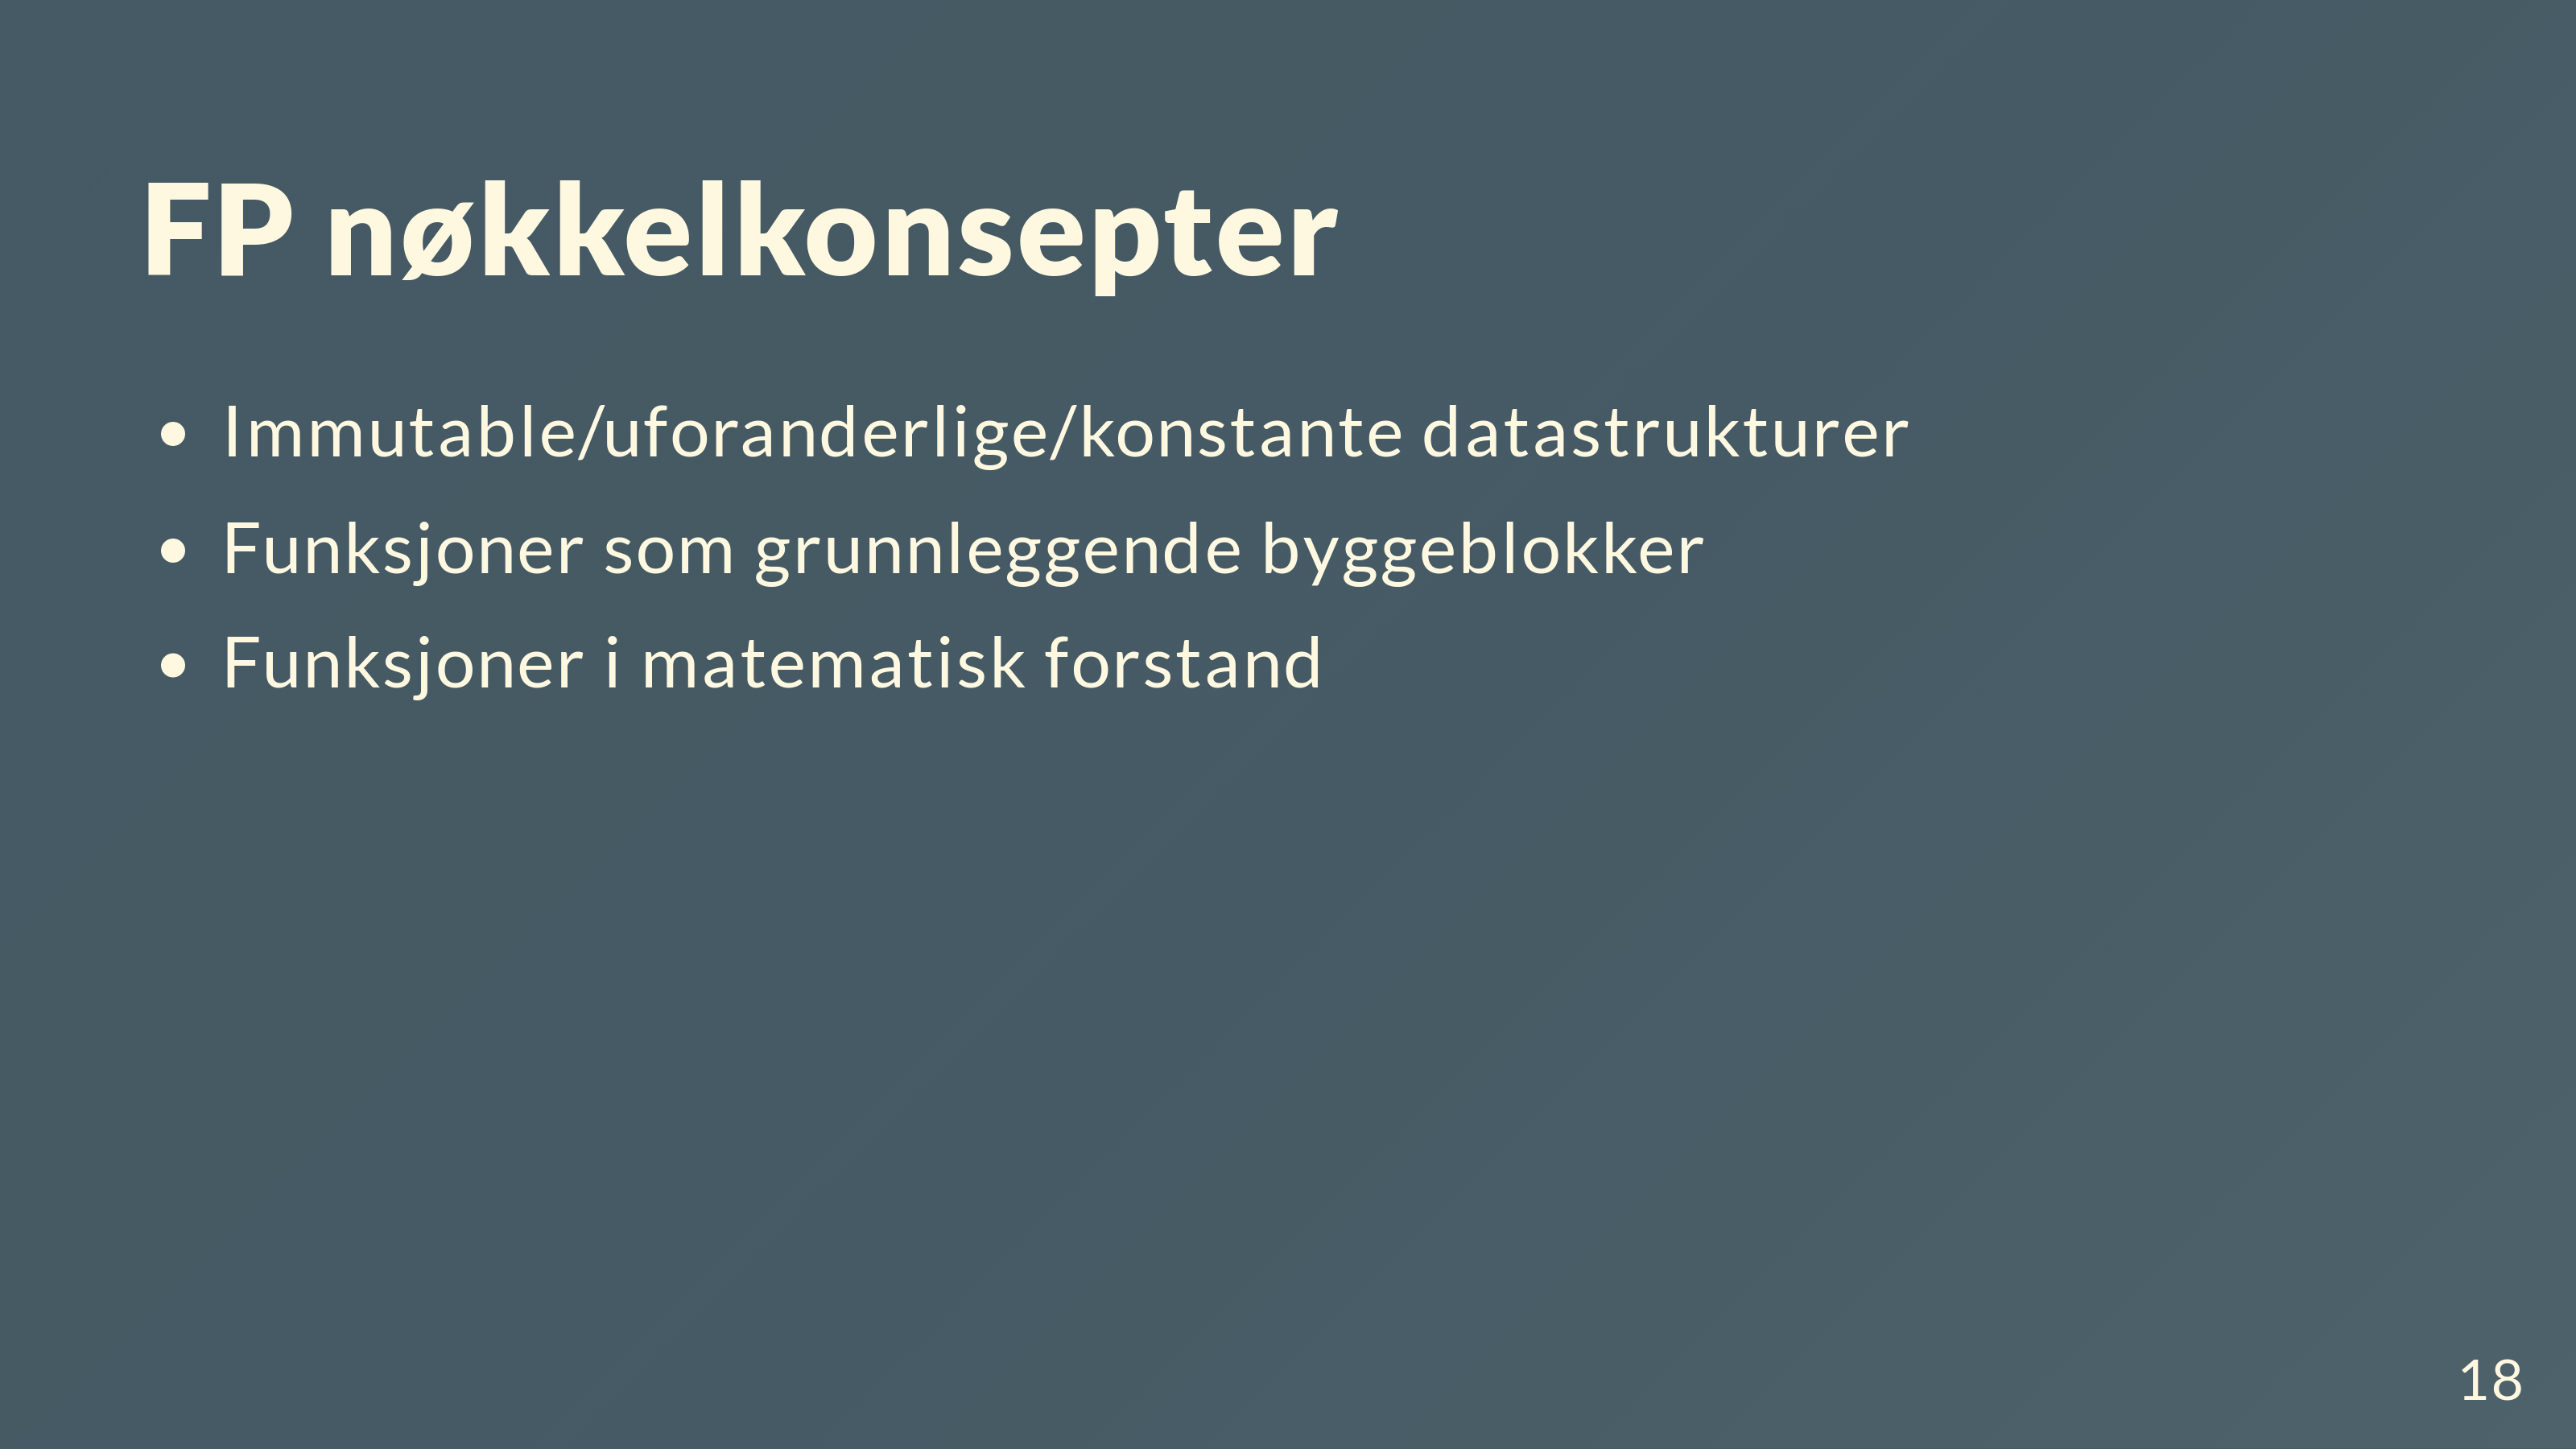 FP nøkkelkonsepter
• Immutable/uforanderlige/konstante datastrukturer
• Funksjoner som grunnleggende byggeblokker
• Funksjoner i matematisk forstand
18